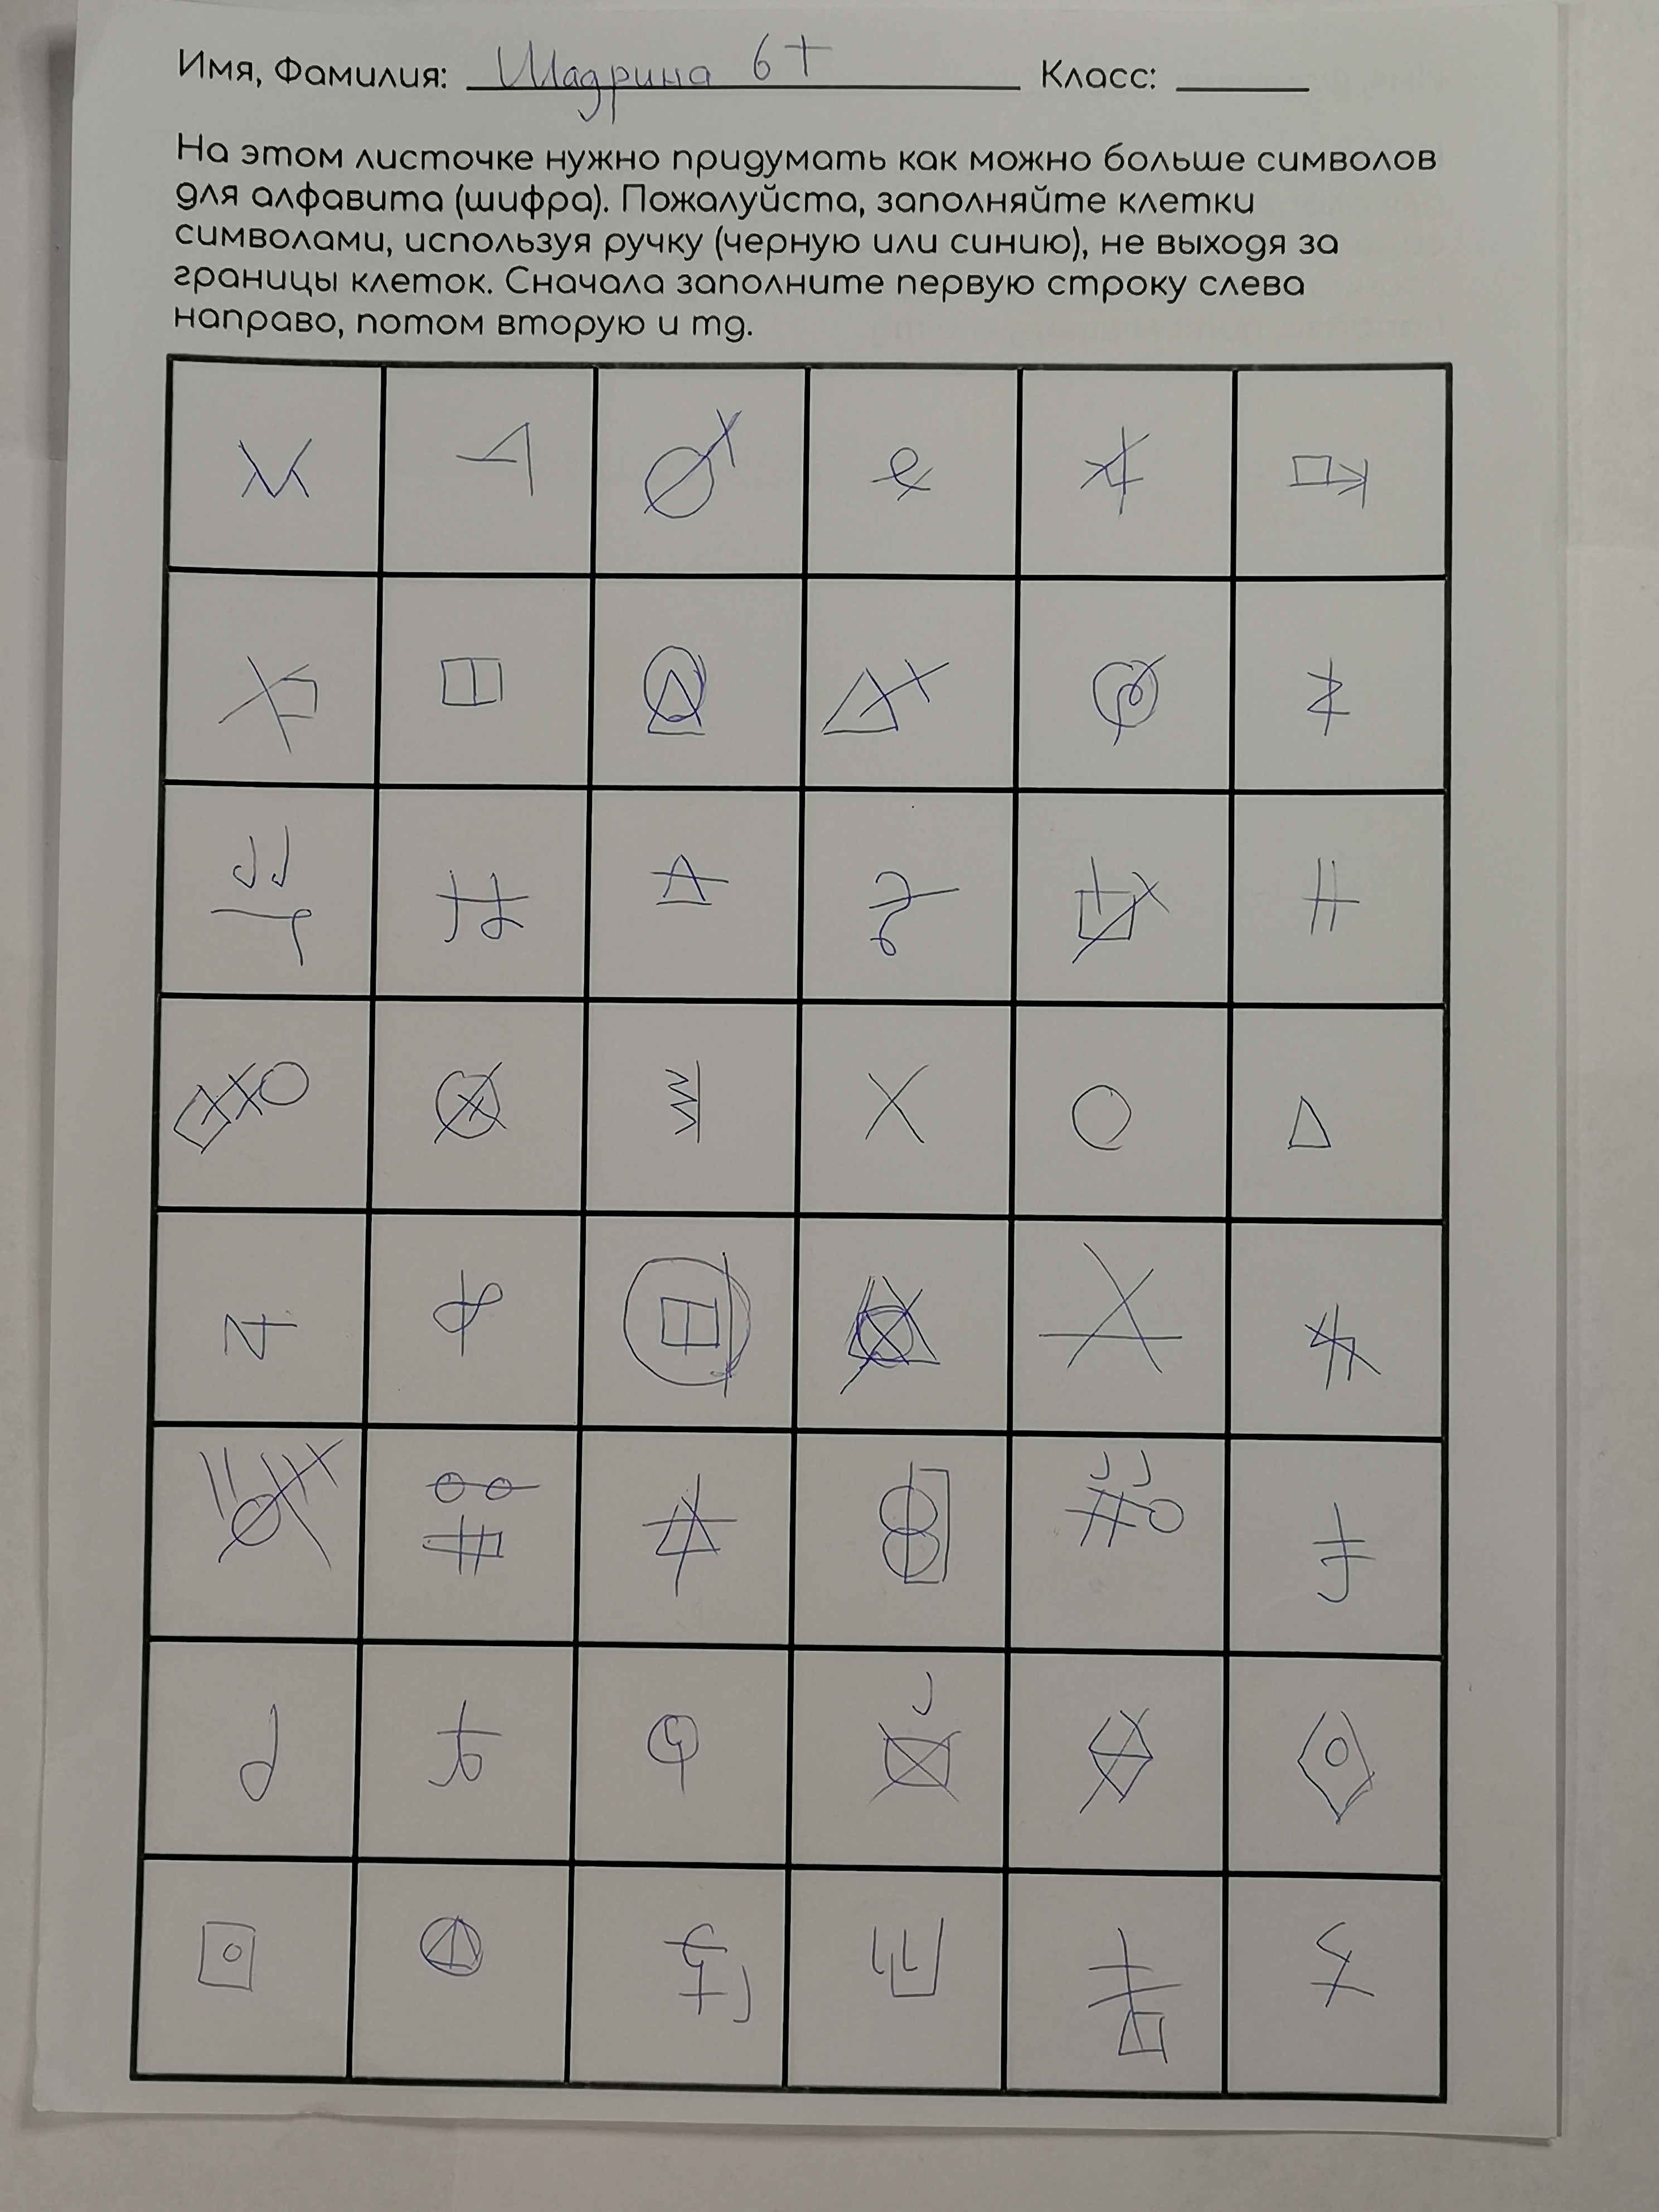 Имя, Фамилия: Шадрина 6т Класс:
На этом листочке нужно придумать как можно больше символов
для алфавита (шифра). Пожалуйста, заполняйте клетки
символами, используя ручку (черную или синию), не выходя за
границы клеток. Сначала заполните первую строку слева
направо, потом вторую и тд.